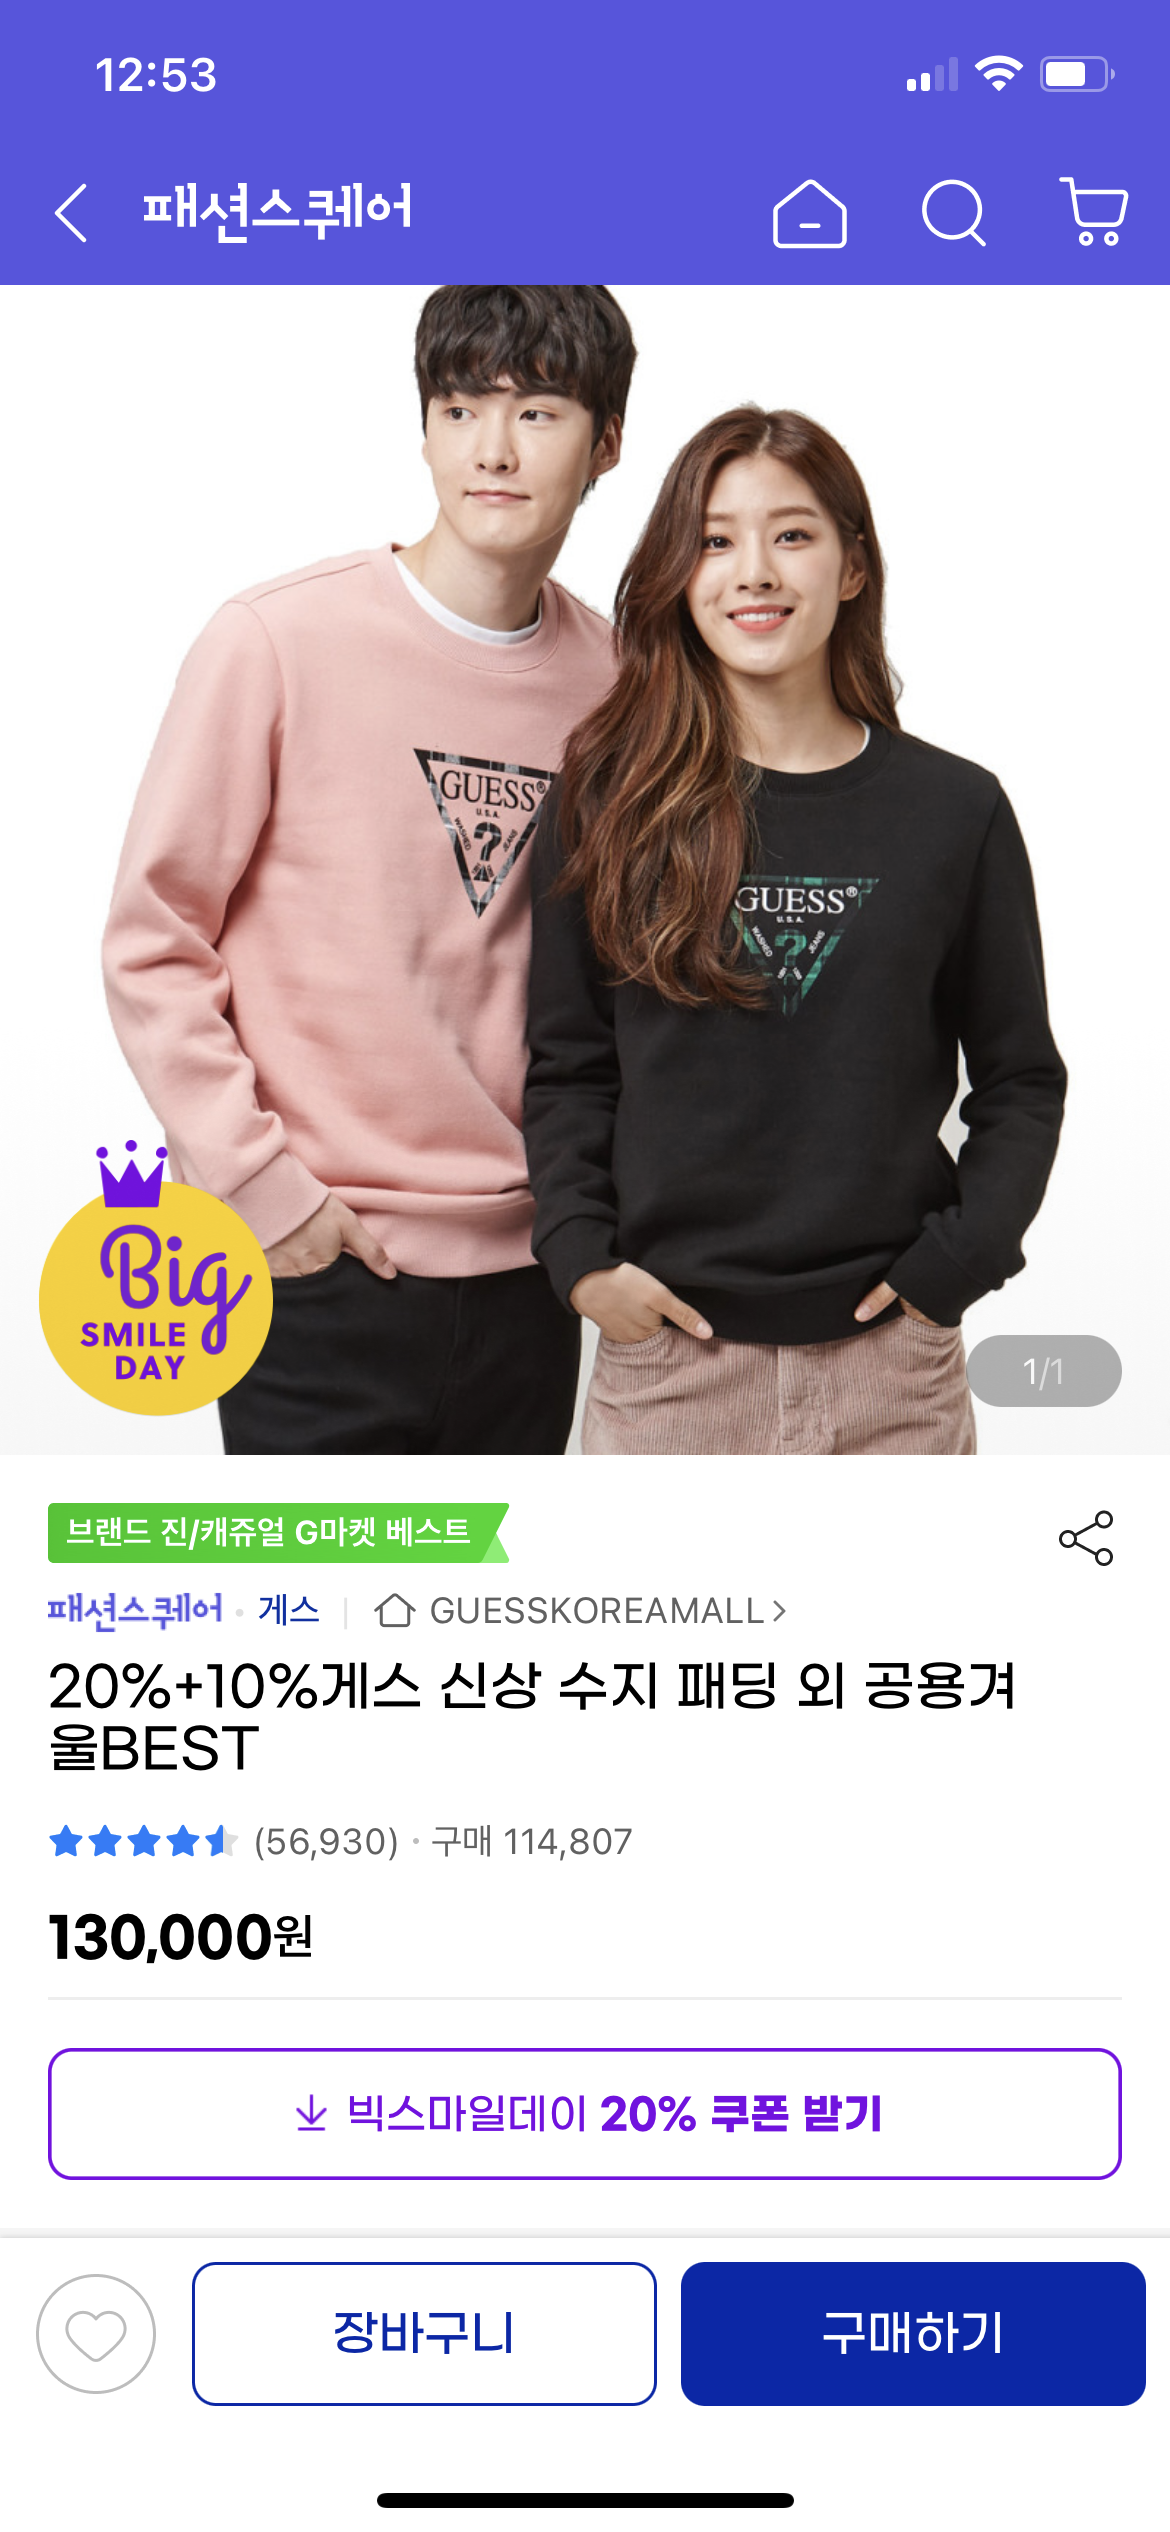 12:53
패션스퀘어
GUESS®
U.S.A.
WASHED
JEANS
?
GUESS®
U.S.A.
WASHED
JEANS
?
Big
SMILE
DAY
1/1
브랜드 진/캐쥬얼 G마켓 베스트
패션스퀘어 · 게스 | GUESSKOREAMALL >
20%+10%게스 신상 수지 패딩 외 공용겨
울BEST
(56,930) · 구매 114,807
130,000원
빅스마일데이 20% 쿠폰 받기
장바구니
구매하기